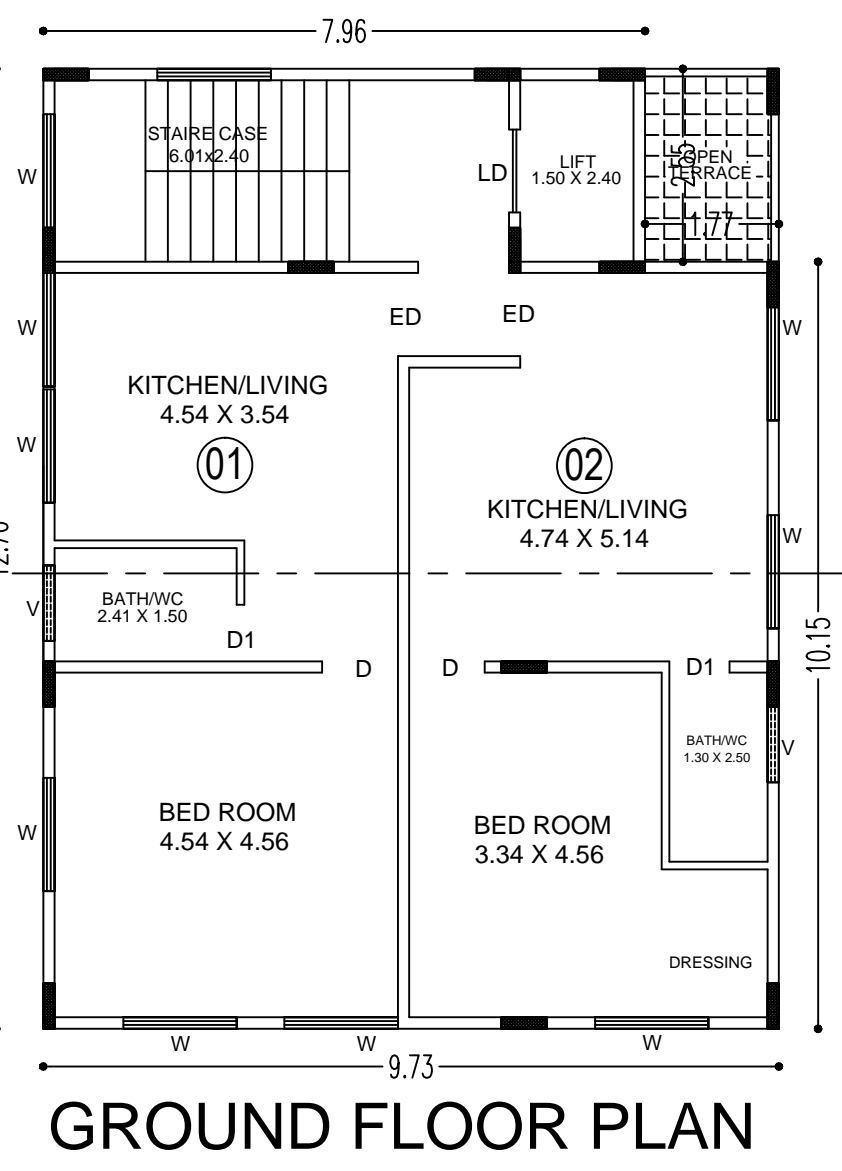 7.96
STAIRE CASE
6.01x2.40
W
LD
LIFT
1.50 X 2.40
OPEN
TERRACE
2.55
1.77
ED
ED
W
W
KITCHEN/LIVING
4.54 X 3.54
01
W
02
KITCHEN/LIVING
4.74 X 5.14
W
BATH/WC
2.41 X 1.50
V
D1
10.15
D
D
D1
BATH/WC
1.30 X 2.50
V
BED ROOM
4.54 X 4.56
W
BED ROOM
3.34 X 4.56
DRESSING
W
W
W
9.73
GROUND FLOOR PLAN